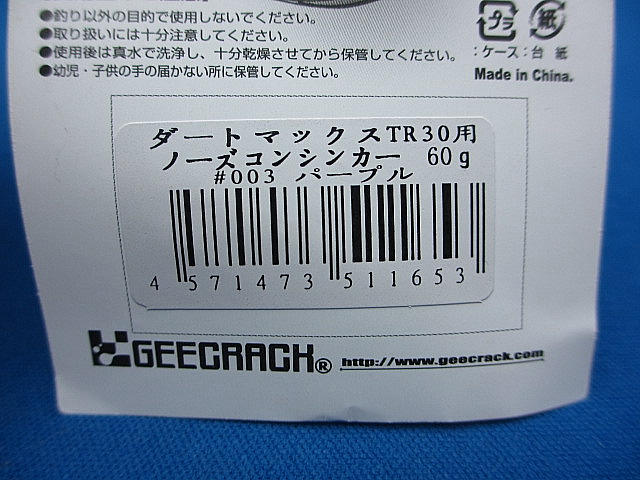 ●釣り以外の目的で使用しないでください。
●取り扱いには十分注意してください。
●使用後は真水で洗浄し、十分乾燥させてから保管してください。
●幼児・子供の手の届かない所に保管してください。
プラ 紙
:ケース :台 紙
Made in China.
ダートマックスTR30用
ノーズコンシンカー 60g
#003 パープル
4 571473 511653
GEECRACK®
http://www.geecrack.com